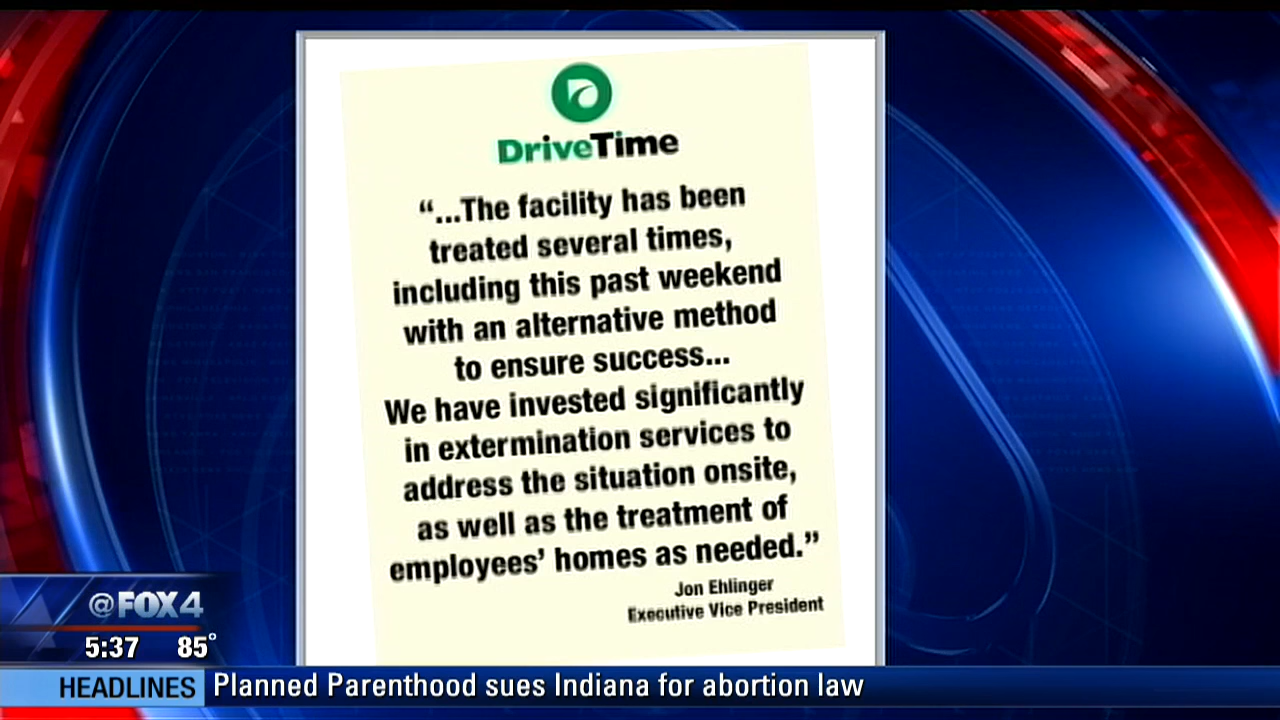 DriveTime
“...The facility has been
treated several times,
including this past weekend
with an alternative method
to ensure success...
We have invested significantly
in extermination services to
address the situation onsite,
as well as the treatment of
employees’ homes as needed.”
Jon Ehlinger
Executive Vice President
@FOX4
5:37 85°
HEADLINES Planned Parenthood sues Indiana for abortion law